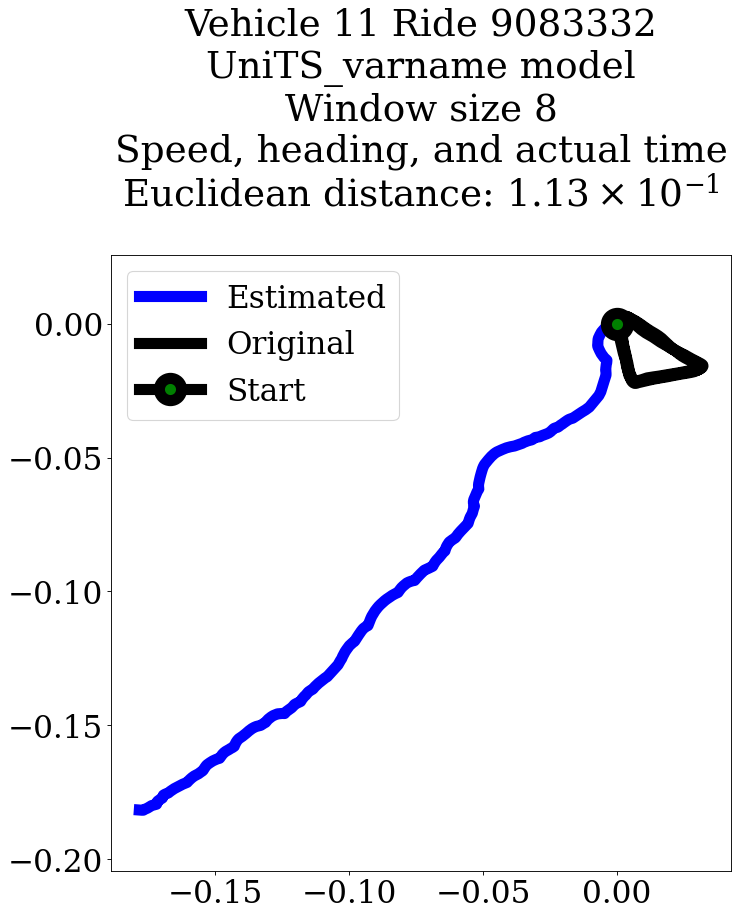 Vehicle 11 Ride 9083332
UniTS_varname model
Window size 8
Speed, heading, and actual time
Euclidean distance: 1.13 × 10⁻¹
Estimated
Original
Start
0.00
−0.05
−0.10
−0.15
−0.20
−0.15
−0.10
−0.05
0.00